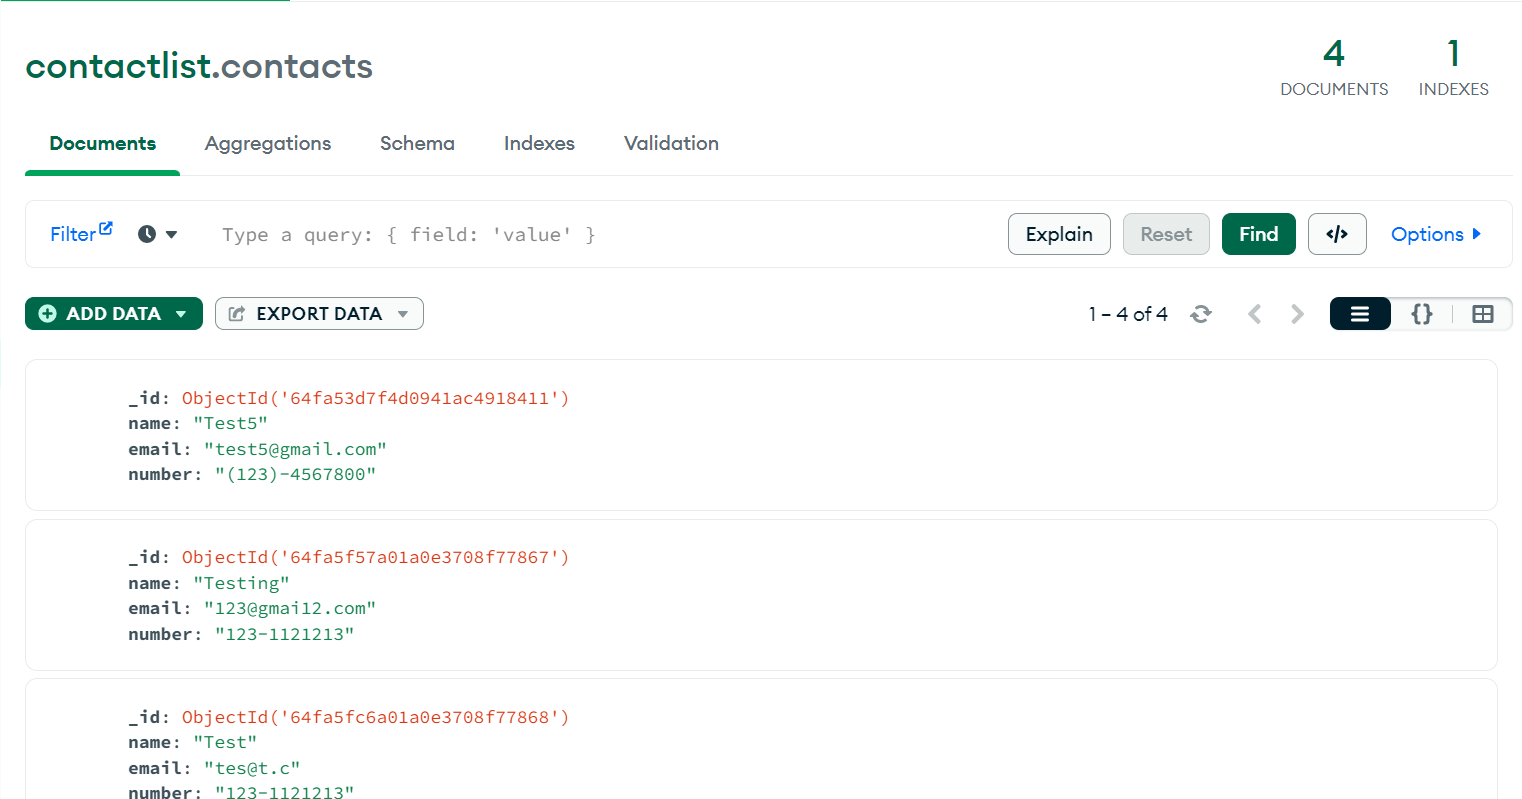 contactlist.contacts
4
DOCUMENTS
1
INDEXES
Documents Aggregations Schema Indexes Validation
Filter Type a query: { field: 'value' } Explain Reset Find </> Options
ADD DATA EXPORT DATA 1 – 4 of 4 {}
_id: ObjectId('64fa53d7f4d0941ac4918411')
name: "Test5"
email: "test5@gmail.com"
number: "(123)-4567800"
_id: ObjectId('64fa5f57a01a0e3708f77867')
name: "Testing"
email: "123@gmai12.com"
number: "123-1121213"
_id: ObjectId('64fa5fc6a01a0e3708f77868')
name: "Test"
email: "tes@t.c"
number: "123-1121213"